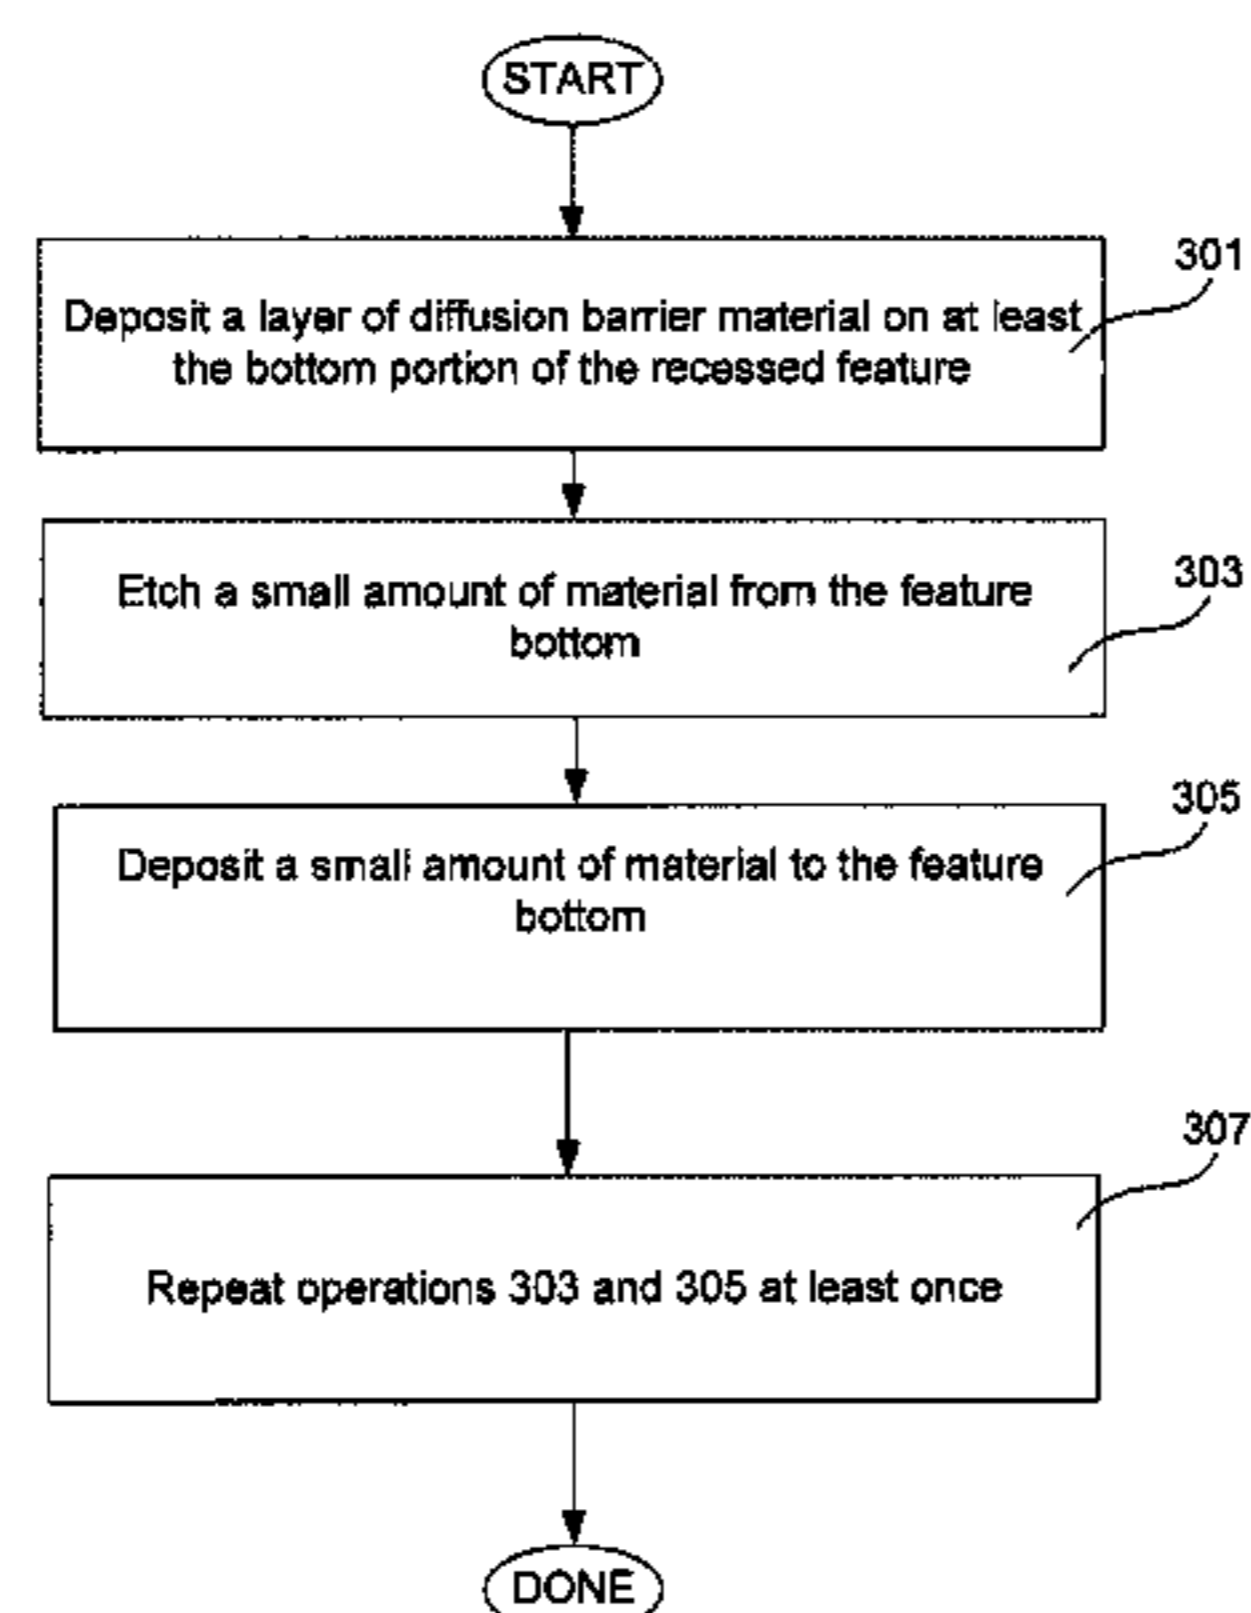 START
301
Deposit a layer of diffusion barrier material on at least
the bottom portion of the recessed feature
303
Etch a small amount of material from the feature
bottom
305
Deposit a small amount of material to the feature
bottom
307
Repeat operations 303 and 305 at least once
DONE